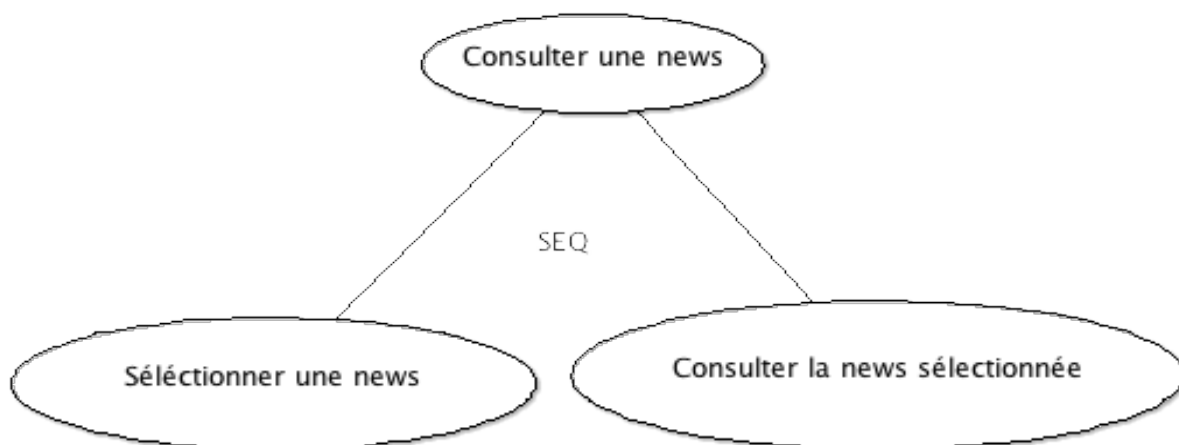 Consulter une news
SEQ
Séléctionner une news
Consulter la news sélectionnée